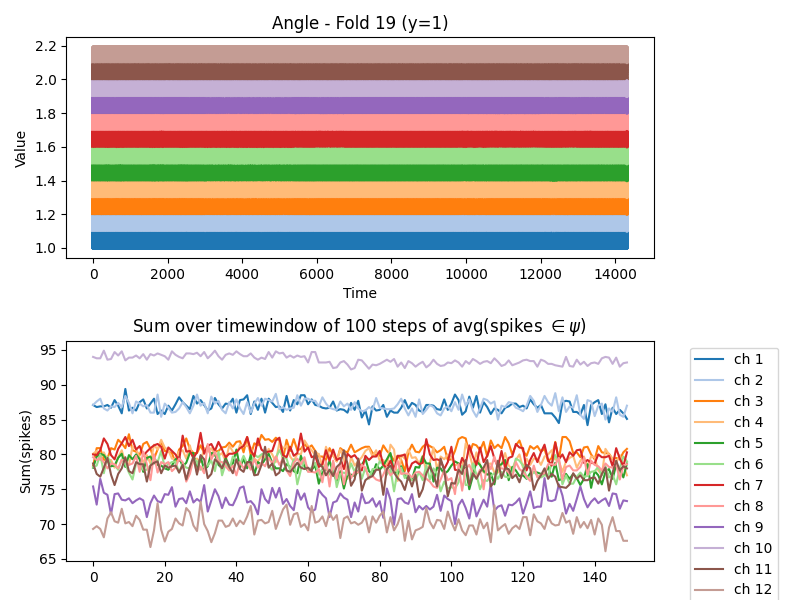 Angle - Fold 19 (y=1)
Value
2.2
2.0
1.8
1.6
1.4
1.2
1.0
0 2000 4000 6000 8000 10000 12000 14000
Time
Sum over timewindow of 100 steps of avg(spikes ∈ ψ)
Sum(spikes)
95
90
85
80
75
70
65
0 20 40 60 80 100 120 140
ch 1
ch 2
ch 3
ch 4
ch 5
ch 6
ch 7
ch 8
ch 9
ch 10
ch 11
ch 12